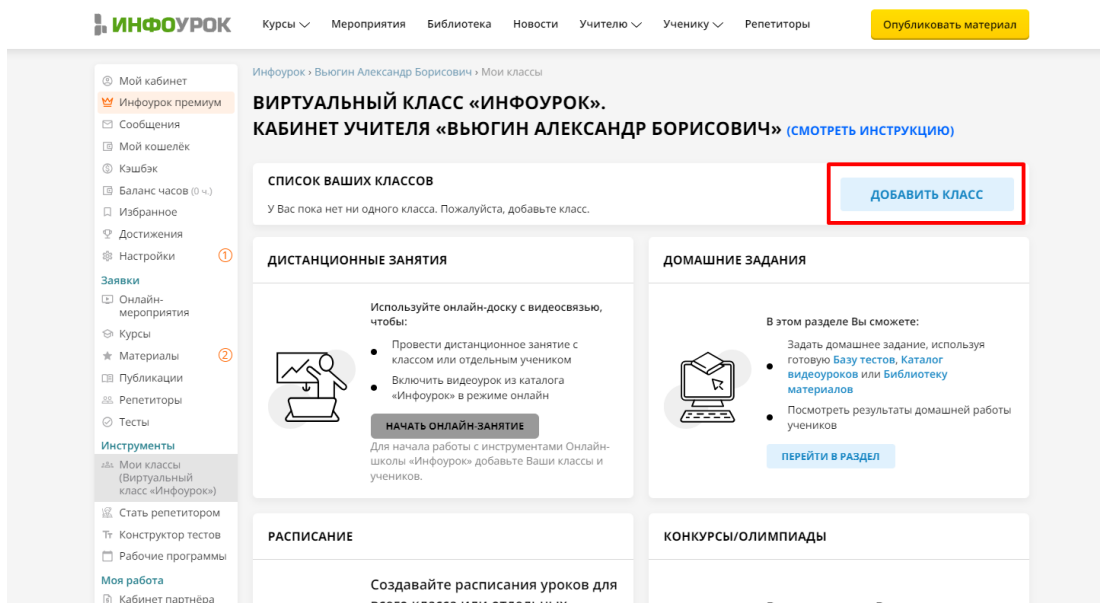 ИНФОУРОК
Курсы Мероприятия Библиотека Новости Учителю Ученику Репетиторы
Опубликовать материал
Мой кабинет
Инфоурок премиум
Сообщения
Мой кошелёк
Кэшбэк
Баланс часов (0 ч.)
Избранное
Достижения
Настройки 1
Заявки
Онлайн-
мероприятия
Курсы
Материалы 2
Публикации
Репетиторы
Тесты
Инструменты
Мои классы
(Виртуальный
класс «Инфоурок»)
Стать репетитором
Конструктор тестов
Рабочие программы
Моя работа
Кабинет партнёра
Инфоурок › Вьюгин Александр Борисович › Мои классы
ВИРТУАЛЬНЫЙ КЛАСС «ИНФОУРОК».
КАБИНЕТ УЧИТЕЛЯ «ВЬЮГИН АЛЕКСАНДР БОРИСОВИЧ» (СМОТРЕТЬ ИНСТРУКЦИЮ)
СПИСОК ВАШИХ КЛАССОВ
У Вас пока нет ни одного класса. Пожалуйста, добавьте класс.
ДОБАВИТЬ КЛАСС
ДИСТАНЦИОННЫЕ ЗАНЯТИЯ
Используйте онлайн-доску с видеосвязью,
чтобы:
Провести дистанционное занятие с
классом или отдельным учеником
Включить видеоурок из каталога
«Инфоурок» в режиме онлайн
НАЧАТЬ ОНЛАЙН-ЗАНЯТИЕ
Для начала работы с инструментами Онлайн-
школы «Инфоурок» добавьте Ваши классы и
учеников.
ДОМАШНИЕ ЗАДАНИЯ
В этом разделе Вы сможете:
Задать домашнее задание, используя
готовую Базу тестов, Каталог
видеоуроков или Библиотеку
материалов
Посмотреть результаты домашней работы
учеников
ПЕРЕЙТИ В РАЗДЕЛ
РАСПИСАНИЕ
Создавайте расписания уроков для
КОНКУРСЫ/ОЛИМПИАДЫ